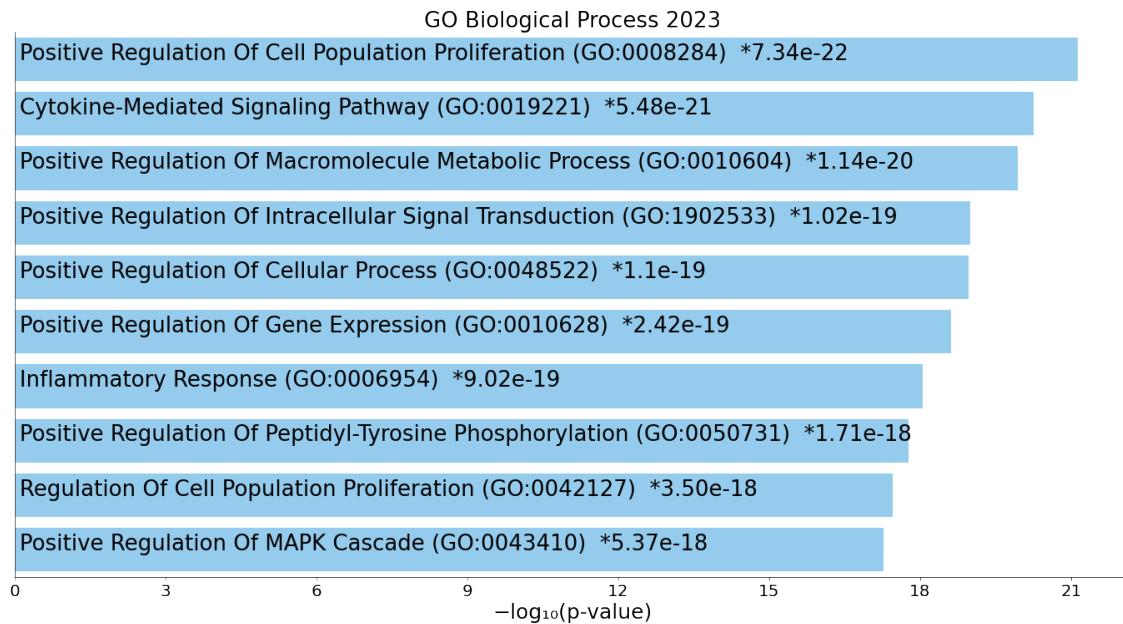 GO Biological Process 2023
Positive Regulation Of Cell Population Proliferation (GO:0008284) *7.34e-22
Cytokine-Mediated Signaling Pathway (GO:0019221) *5.48e-21
Positive Regulation Of Macromolecule Metabolic Process (GO:0010604) *1.14e-20
Positive Regulation Of Intracellular Signal Transduction (GO:1902533) *1.02e-19
Positive Regulation Of Cellular Process (GO:0048522) *1.1e-19
Positive Regulation Of Gene Expression (GO:0010628) *2.42e-19
Inflammatory Response (GO:0006954) *9.02e-19
Positive Regulation Of Peptidyl-Tyrosine Phosphorylation (GO:0050731) *1.71e-18
Regulation Of Cell Population Proliferation (GO:0042127) *3.50e-18
Positive Regulation Of MAPK Cascade (GO:0043410) *5.37e-18
0 3 6 9 12 15 18 21
−log₁₀(p-value)